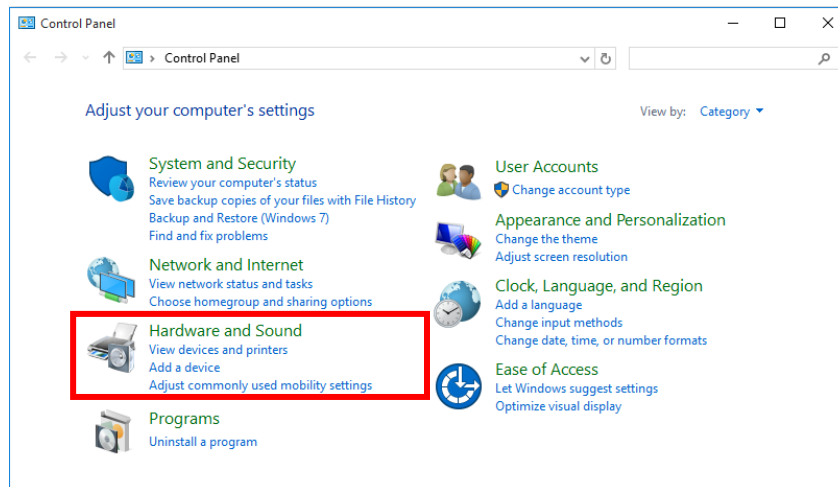 Control Panel
Control Panel
Adjust your computer's settings
View by: Category
System and Security
Review your computer's status
Save backup copies of your files with File History
Backup and Restore (Windows 7)
Find and fix problems
Network and Internet
View network status and tasks
Choose homegroup and sharing options
Hardware and Sound
View devices and printers
Add a device
Adjust commonly used mobility settings
Programs
Uninstall a program
User Accounts
Change account type
Appearance and Personalization
Change the theme
Adjust screen resolution
Clock, Language, and Region
Add a language
Change input methods
Change date, time, or number formats
Ease of Access
Let Windows suggest settings
Optimize visual display